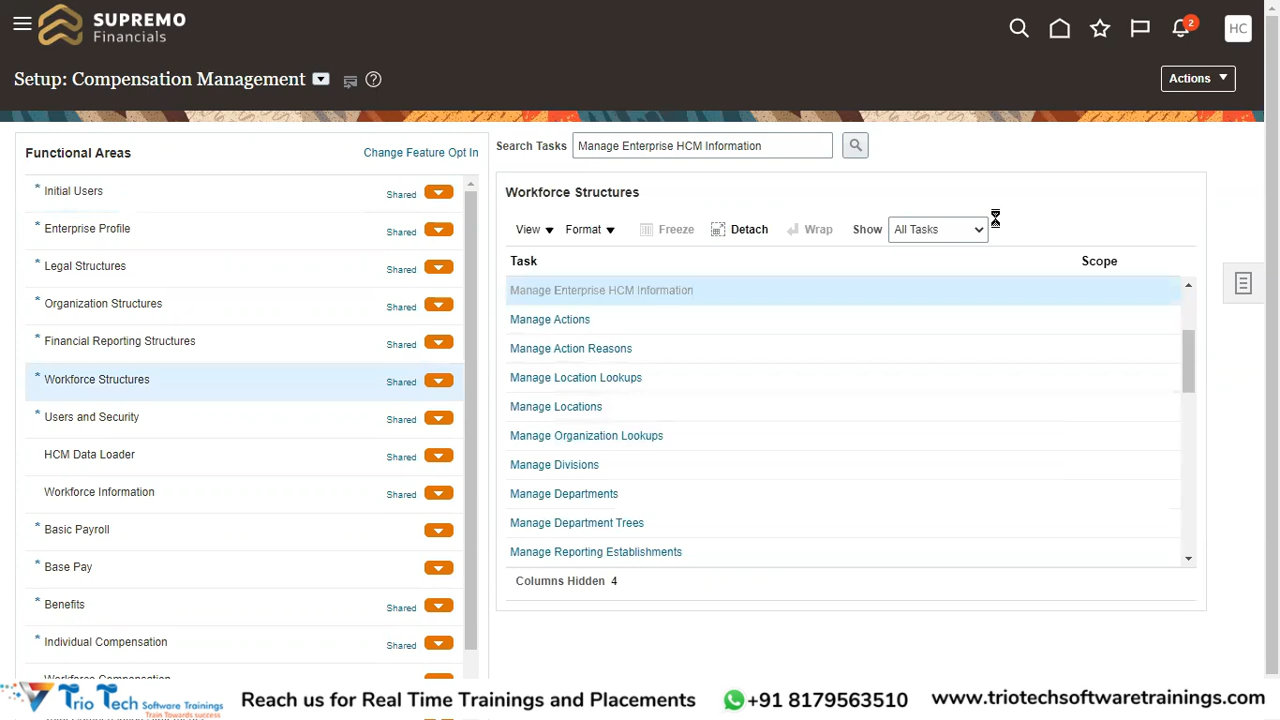 SUPREMO
Financials
2
HC
Setup: Compensation Management
Actions
Functional Areas
Change Feature Opt In
* Initial Users Shared
* Enterprise Profile Shared
* Legal Structures Shared
* Organization Structures Shared
* Financial Reporting Structures Shared
* Workforce Structures Shared
* Users and Security Shared
HCM Data Loader Shared
Workforce Information Shared
* Basic Payroll
* Base Pay
* Benefits Shared
* Individual Compensation Shared
Search Tasks Manage Enterprise HCM Information
Workforce Structures
View Format Freeze Detach Wrap Show All Tasks
Task Scope
Manage Enterprise HCM Information
Manage Actions
Manage Action Reasons
Manage Location Lookups
Manage Locations
Manage Organization Lookups
Manage Divisions
Manage Departments
Manage Department Trees
Manage Reporting Establishments
Columns Hidden 4
Trio Tech Software Trainings
Train Towards success
Reach us for Real Time Trainings and Placements
+91 8179563510
www.triotechsoftwaretrainings.com